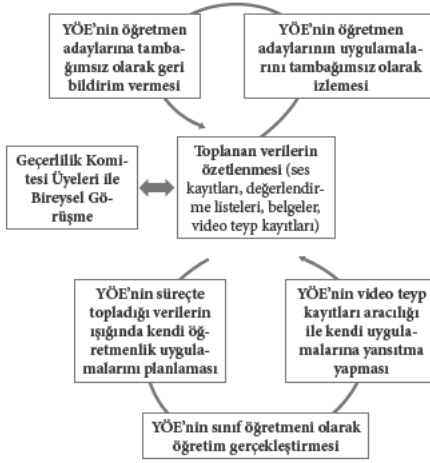 YÖE'nin öğretmen
adaylarına tamba-
ğımsız olarak geri
bildirim vermesi
YÖE'nin öğretmen
adaylarının uygulamala-
rını tambağımsız olarak
izlemesi
Geçerlilik Komi-
tesi Üyeleri ile
Bireysel Gö-
rüşme
Toplanan verilerin
özetlenmesi (ses
kayıtları, değerlendir-
me listeleri, belgeler,
video teyp kayıtları)
YÖE'nin süreçte
topladığı verilerin
ışığında kendi öğ-
retmenlik uygula-
malarını planlaması
YÖE'nin video teyp
kayıtları aracılığı
ile kendi uygula-
malarına yansıtma
yapması
YÖE'nin sınıf öğretmeni olarak
öğretim gerçekleştirmesi